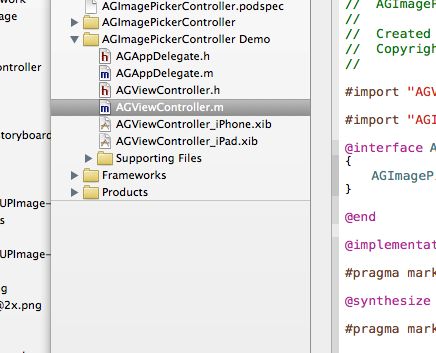 AGImagePickerController.podspec
AGImagePickerController
AGImagePickerController Demo
AGAppDelegate.h
AGAppDelegate.m
AGViewController.h
AGViewController.m
AGViewController_iPhone.xib
AGViewController_iPad.xib
Supporting Files
Frameworks
Products
age
ontroller
toryboard
UPImage-
s
UPImage-
g
@2x.png
// AGImageP
//
// Created
// Copyrigh
//
#import "AGV
#import "AGI
@interface A
{
AGImageP
}
@end
@implementat
#pragma mark
@synthesize
#pragma mark